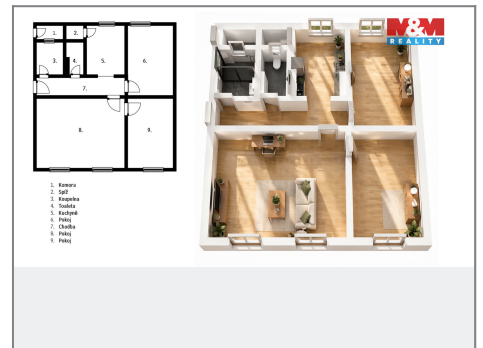 M&M
REALITY
1.
2.
3.
4.
5.
6.
7.
8.
9.
1. Komora
2. Spíž
3. Koupelna
4. Toaleta
5. Kuchyně
6. Pokoj
7. Chodba
8. Pokoj
9. Pokoj